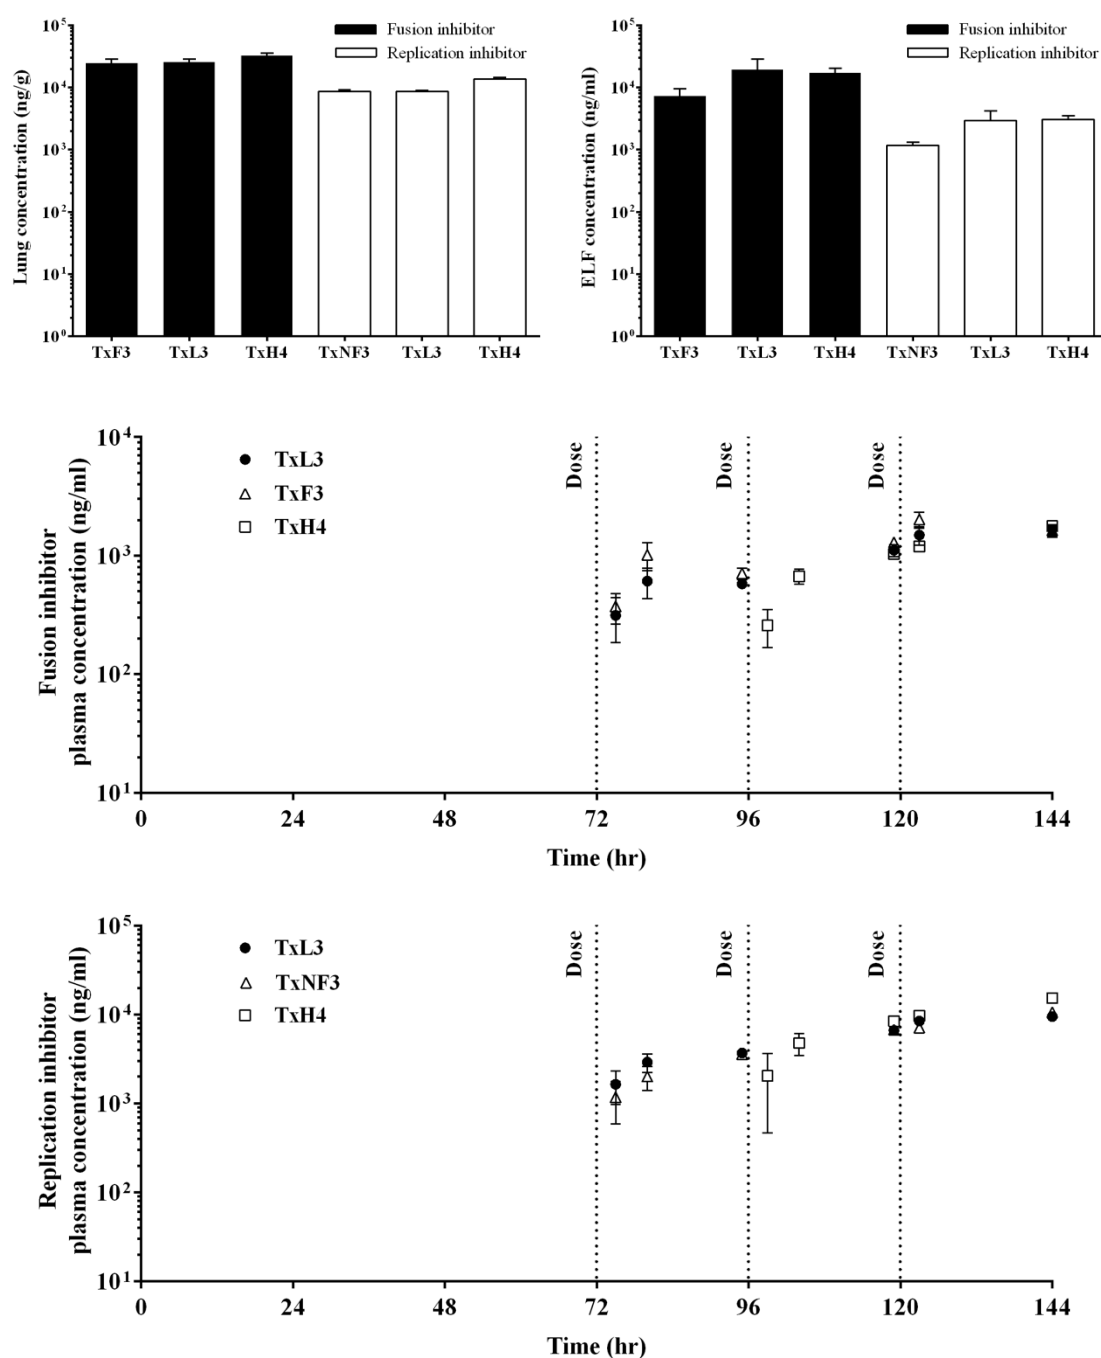 Fusion inhibitor
Replication inhibitor
Lung concentration (ng/g)
10⁵
10⁴
10³
10²
10¹
10⁰
TxF3 TxL3 TxH4 TxNF3 TxL3 TxH4
Fusion inhibitor
Replication inhibitor
ELF concentration (ng/ml)
10⁵
10⁴
10³
10²
10¹
10⁰
TxF3 TxL3 TxH4 TxNF3 TxL3 TxH4
Fusion inhibitor
plasma concentration (ng/ml)
10⁴
10³
10²
10¹
TxL3
TxF3
TxH4
Dose Dose Dose
0 24 48 72 96 120 144
Time (hr)
Replication inhibitor
plasma concentration (ng/ml)
10⁵
10⁴
10³
10²
10¹
TxL3
TxNF3
TxH4
Dose Dose Dose
0 24 48 72 96 120 144
Time (hr)